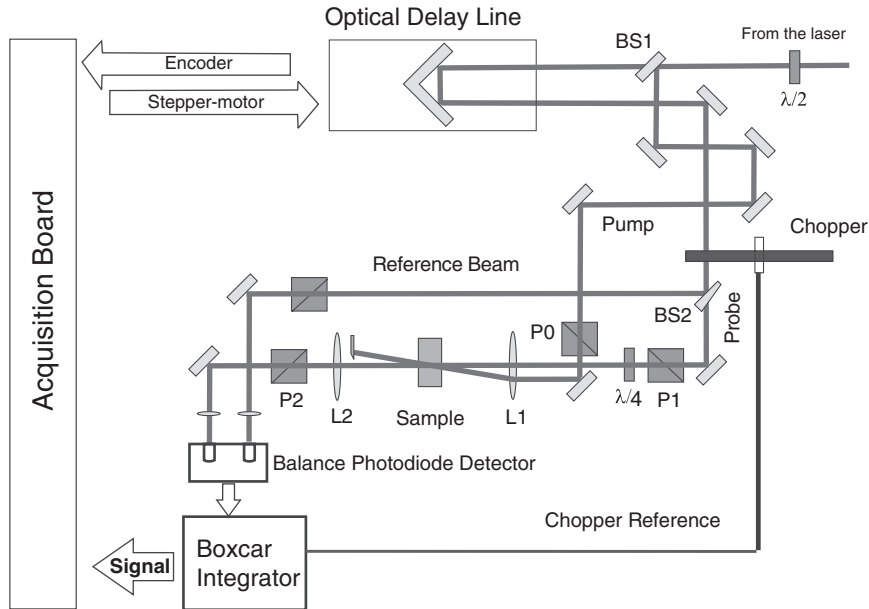 Optical Delay Line
BS1
From the laser
λ/2
Encoder
Stepper-motor
Acquisition Board
Pump
Chopper
Reference Beam
BS2
Probe
P0
P2
L2
Sample
L1
λ/4
P1
Balance Photodiode Detector
Chopper Reference
Boxcar
Integrator
Signal